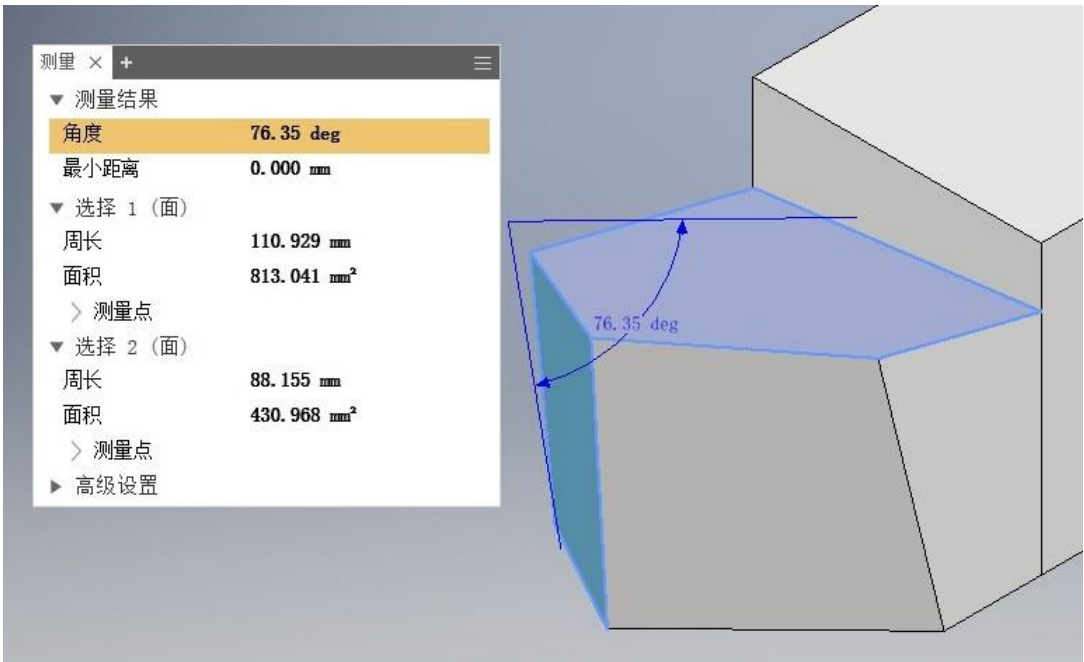 测量 × +
测量结果
角度 76.35 deg
最小距离 0.000 mm
选择 1 (面)
周长 110.929 mm
面积 813.041 mm²
测量点
选择 2 (面)
周长 88.155 mm
面积 430.968 mm²
测量点
高级设置
76.35 deg